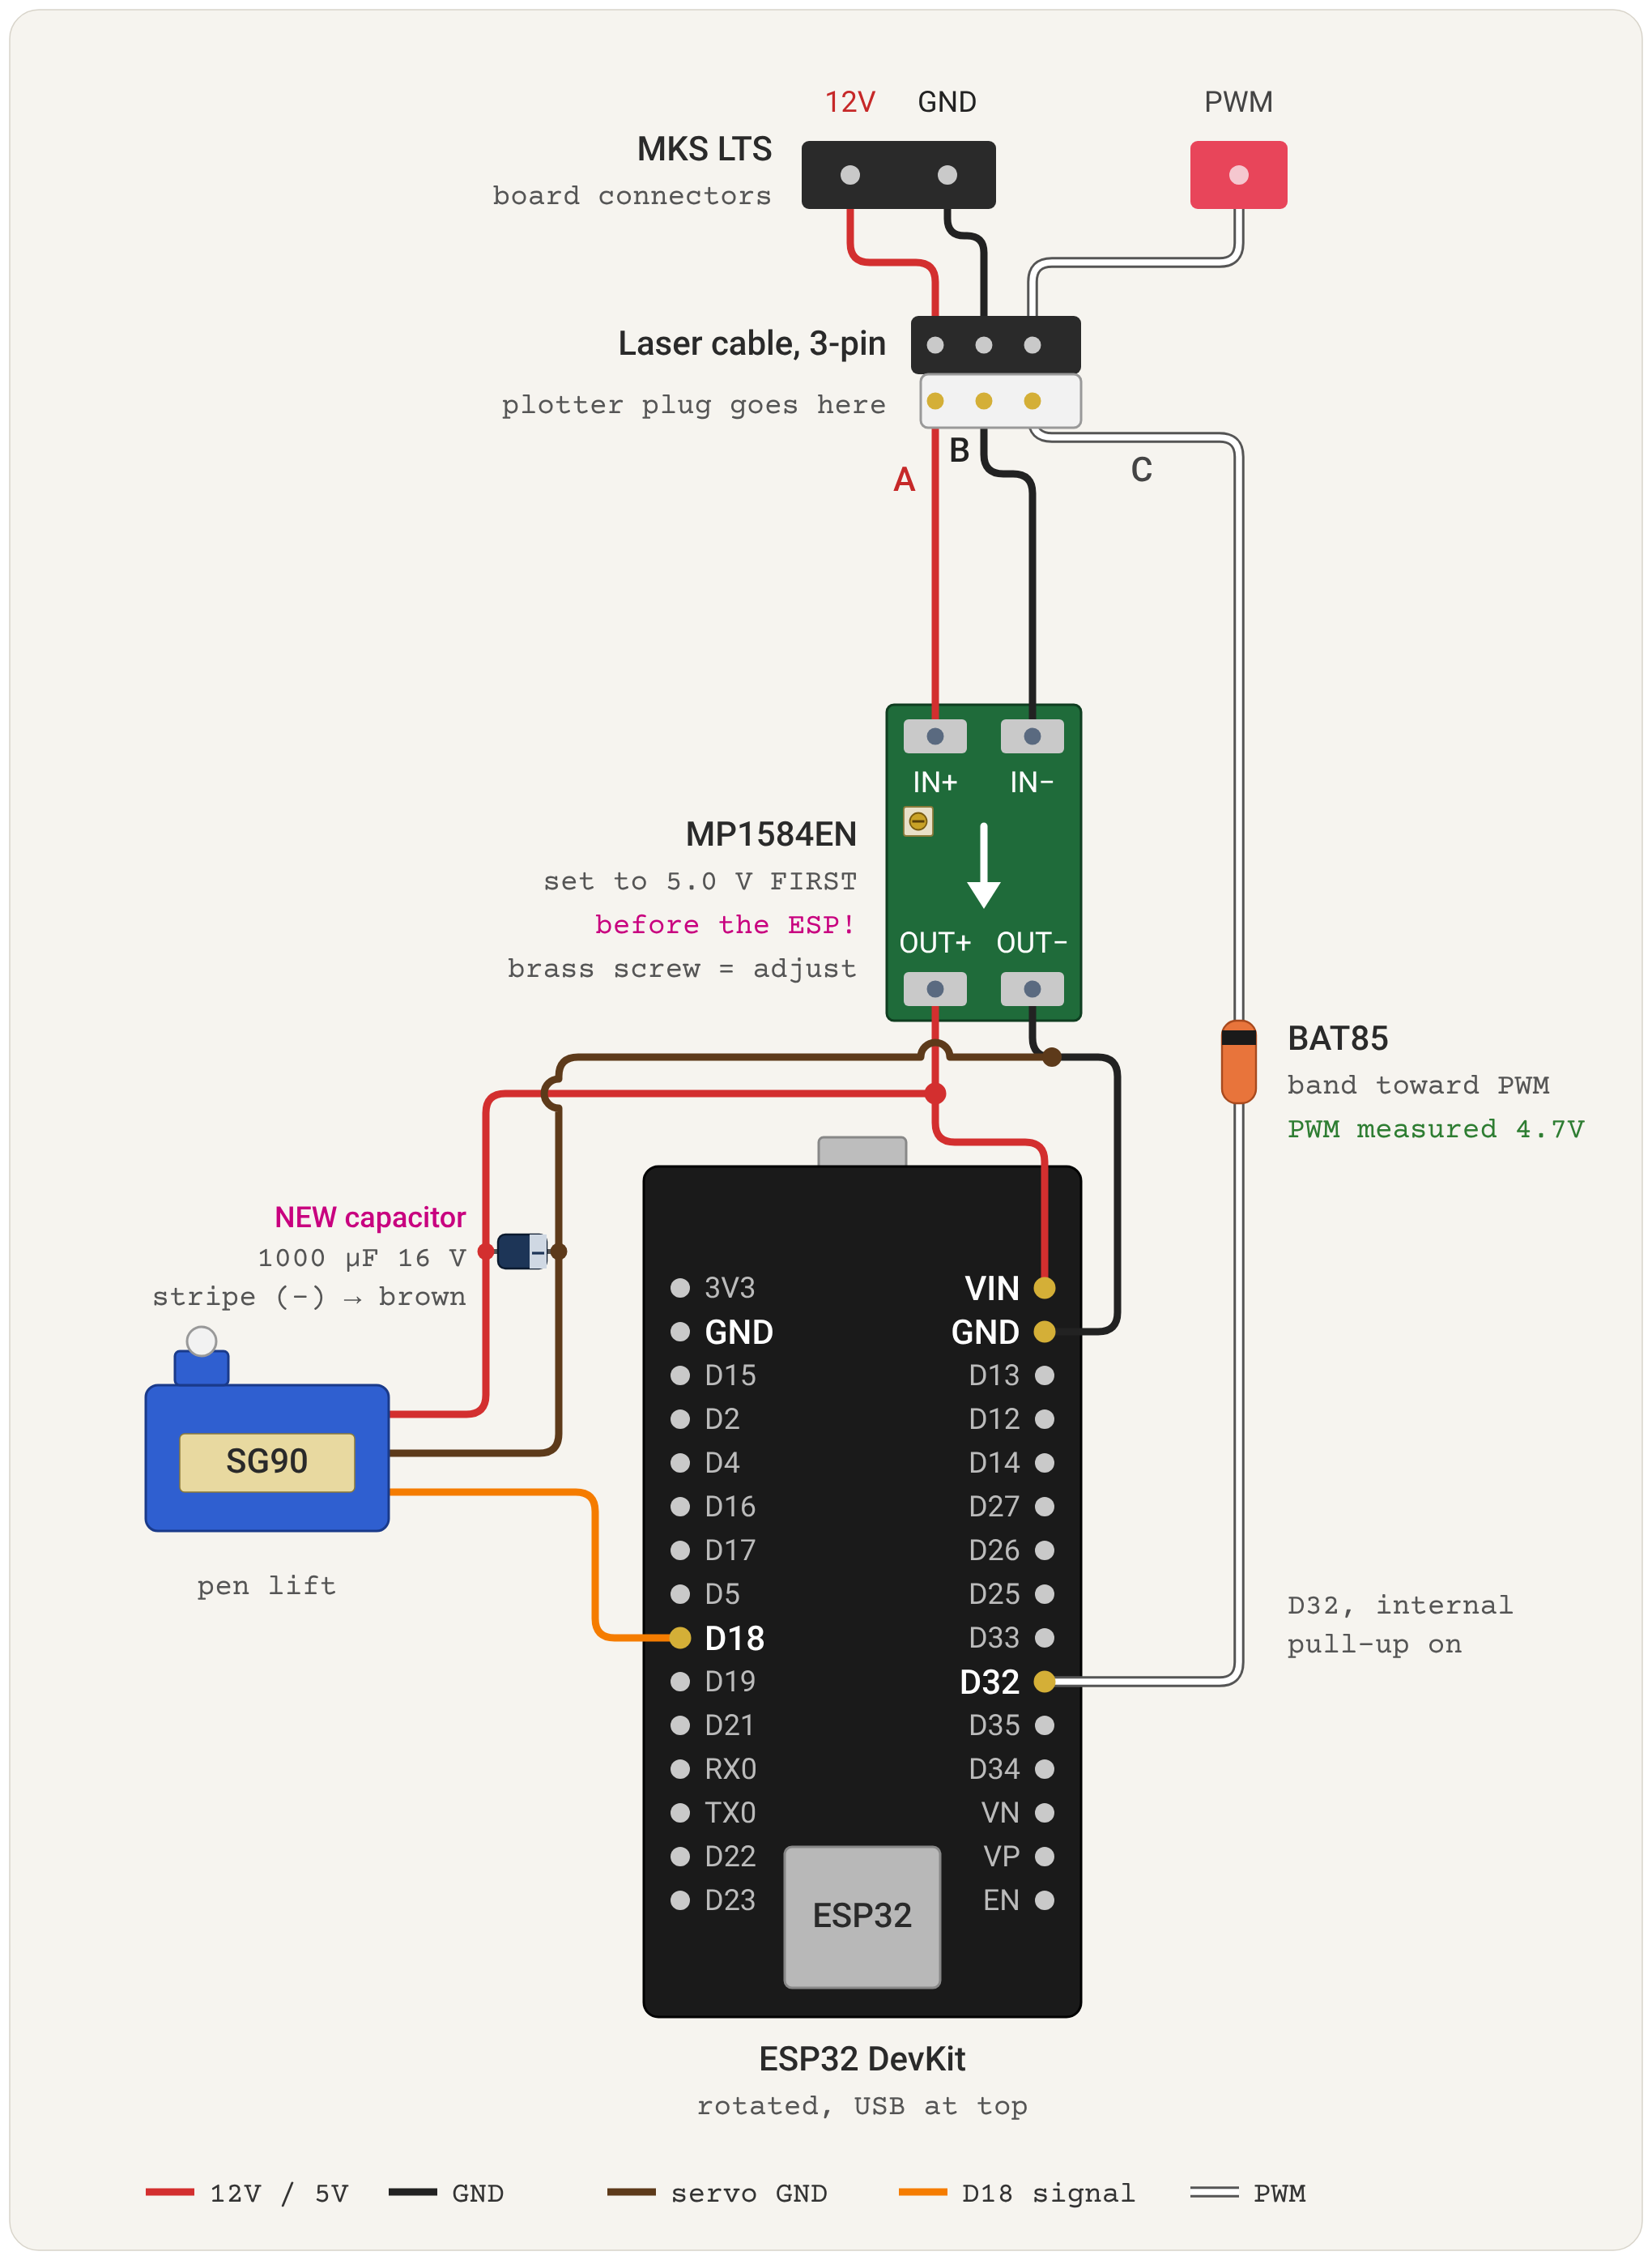 12V GND PWM
MKS LTS
board connectors
Laser cable, 3-pin
plotter plug goes here
B
A
C
IN+ IN−
MP1584EN
set to 5.0 V FIRST
before the ESP!
brass screw = adjust
OUT+ OUT−
BAT85
band toward PWM
PWM measured 4.7V
NEW capacitor
1000 µF 16 V
stripe (−) → brown
SG90
pen lift
3V3 VIN
GND GND
D15 D13
D2 D12
D4 D14
D16 D27
D17 D26
D5 D25
D18 D33
D19 D32
D21 D35
RX0 D34
TX0 VN
D22 VP
D23 EN
D32, internal
pull-up on
ESP32
ESP32 DevKit
rotated, USB at top
12V / 5V GND servo GND D18 signal PWM